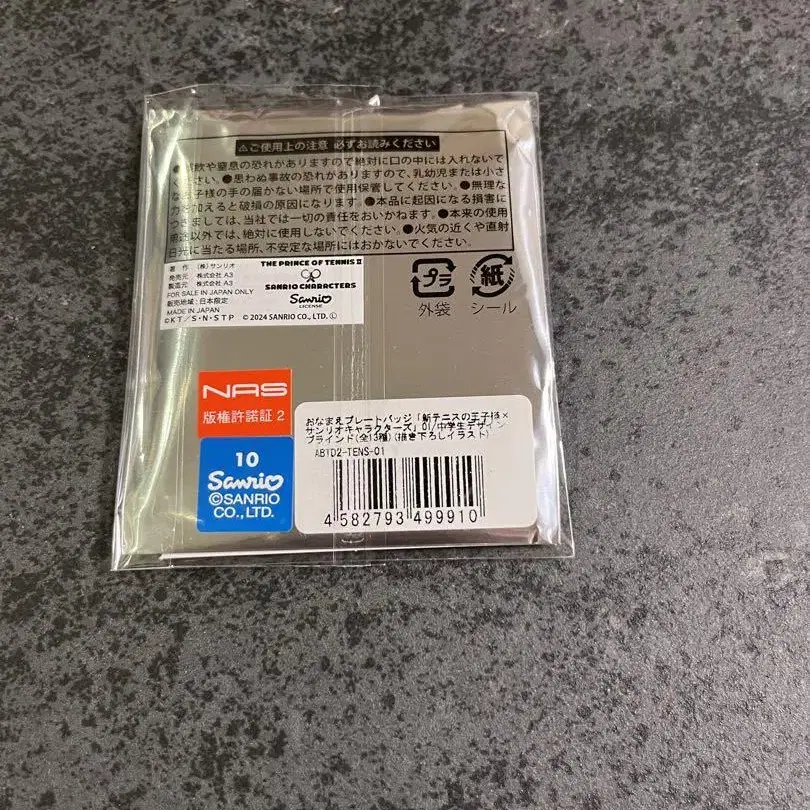 ⚠ご使用上の注意 必ずお読みください
飲や窒息の恐れがありますので絶対に口の中には入れないで
ください。●思わぬ事故の恐れがありますので、乳幼児または小さ
なお子様の手の届かない場所で使用保管してください。●無理な
力を加えると破損の原因になります。●本品に起因になる損害に
つきましては、当社では一切の責任をおいかねます。●本来の使用
用途以外では、絶対に使用しないでください。●火気の近くや直射
日光に当たる場所、不安定な場所にはおかないでください。
著作 (株)サンリオ
発売元 株式会社 A3
製造元 株式会社 A3
FOR SALE IN JAPAN ONLY
販売地域:日本限定
MADE IN JAPAN
©KT/S・N・STP
THE PRINCE OF TENNIS II
SANRIO CHARACTERS
Sanrio
LICENSE
© 2024 SANRIO CO., LTD. Ⓛ
プラ
外袋
紙
シール
NAS
版権許諾証 2
10
Sanrio
©SANRIO
CO.,LTD.
おなまえプレートバッジ「新テニスの王子様×
サンリオキャラクターズ」01/中学生デザイン
ブラインド(全13種)(描き下ろしイラスト)
ABYD2-TENS-01
4 582793 499910